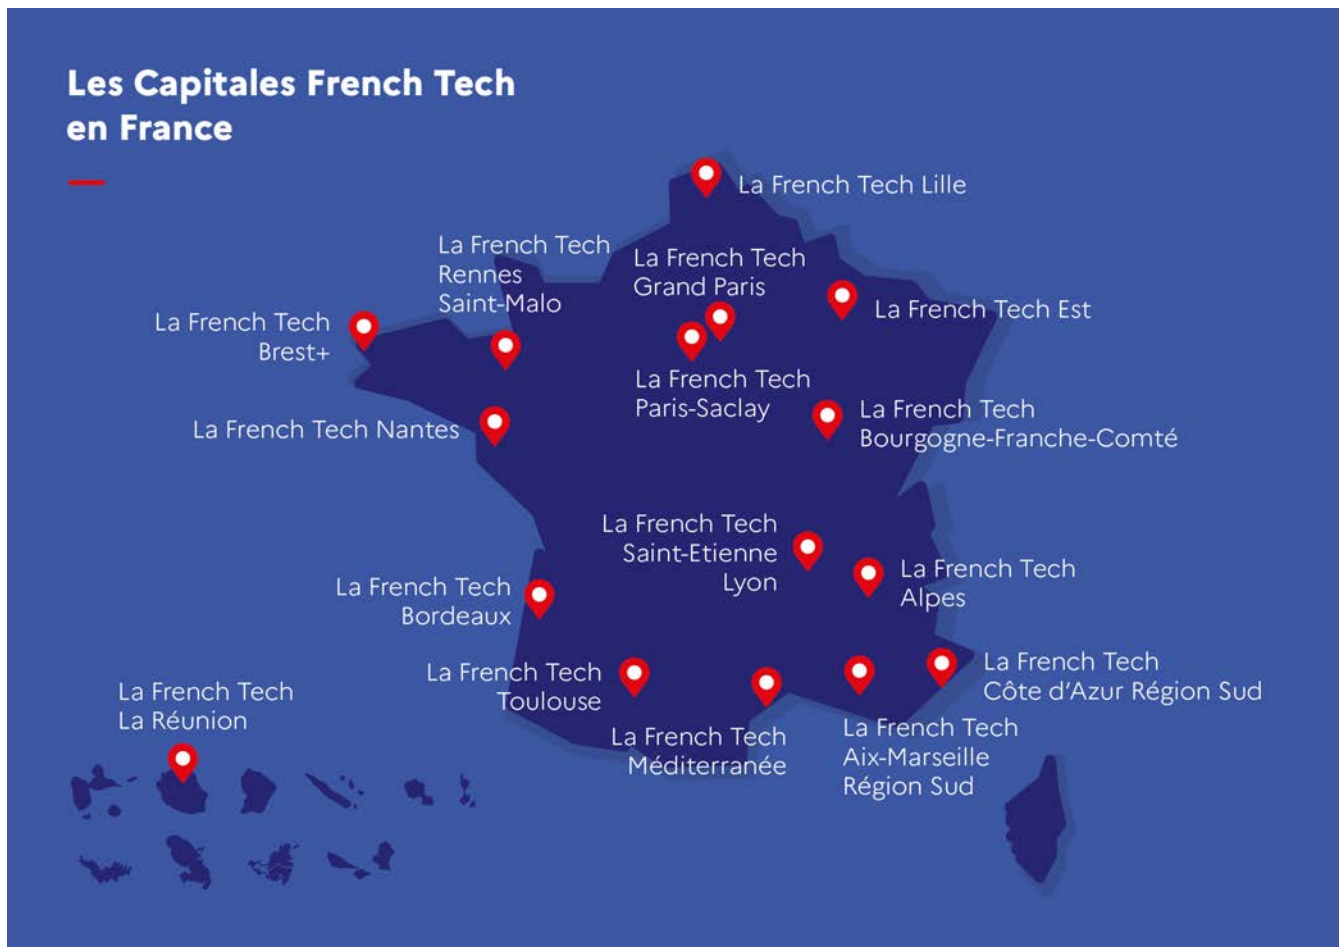 Les Capitales French Tech
en France
La French Tech Lille
La French Tech
Rennes
Saint-Malo
La French Tech
Grand Paris
La French Tech Est
La French Tech
Brest+
La French Tech
Paris-Saclay
La French Tech Nantes
La French Tech
Bourgogne-Franche-Comté
La French Tech
Saint-Etienne
Lyon
La French Tech
Alpes
La French Tech
Bordeaux
La French Tech
Toulouse
La French Tech
Côte d'Azur Région Sud
La French Tech
La Réunion
La French Tech
Méditerranée
La French Tech
Aix-Marseille
Région Sud